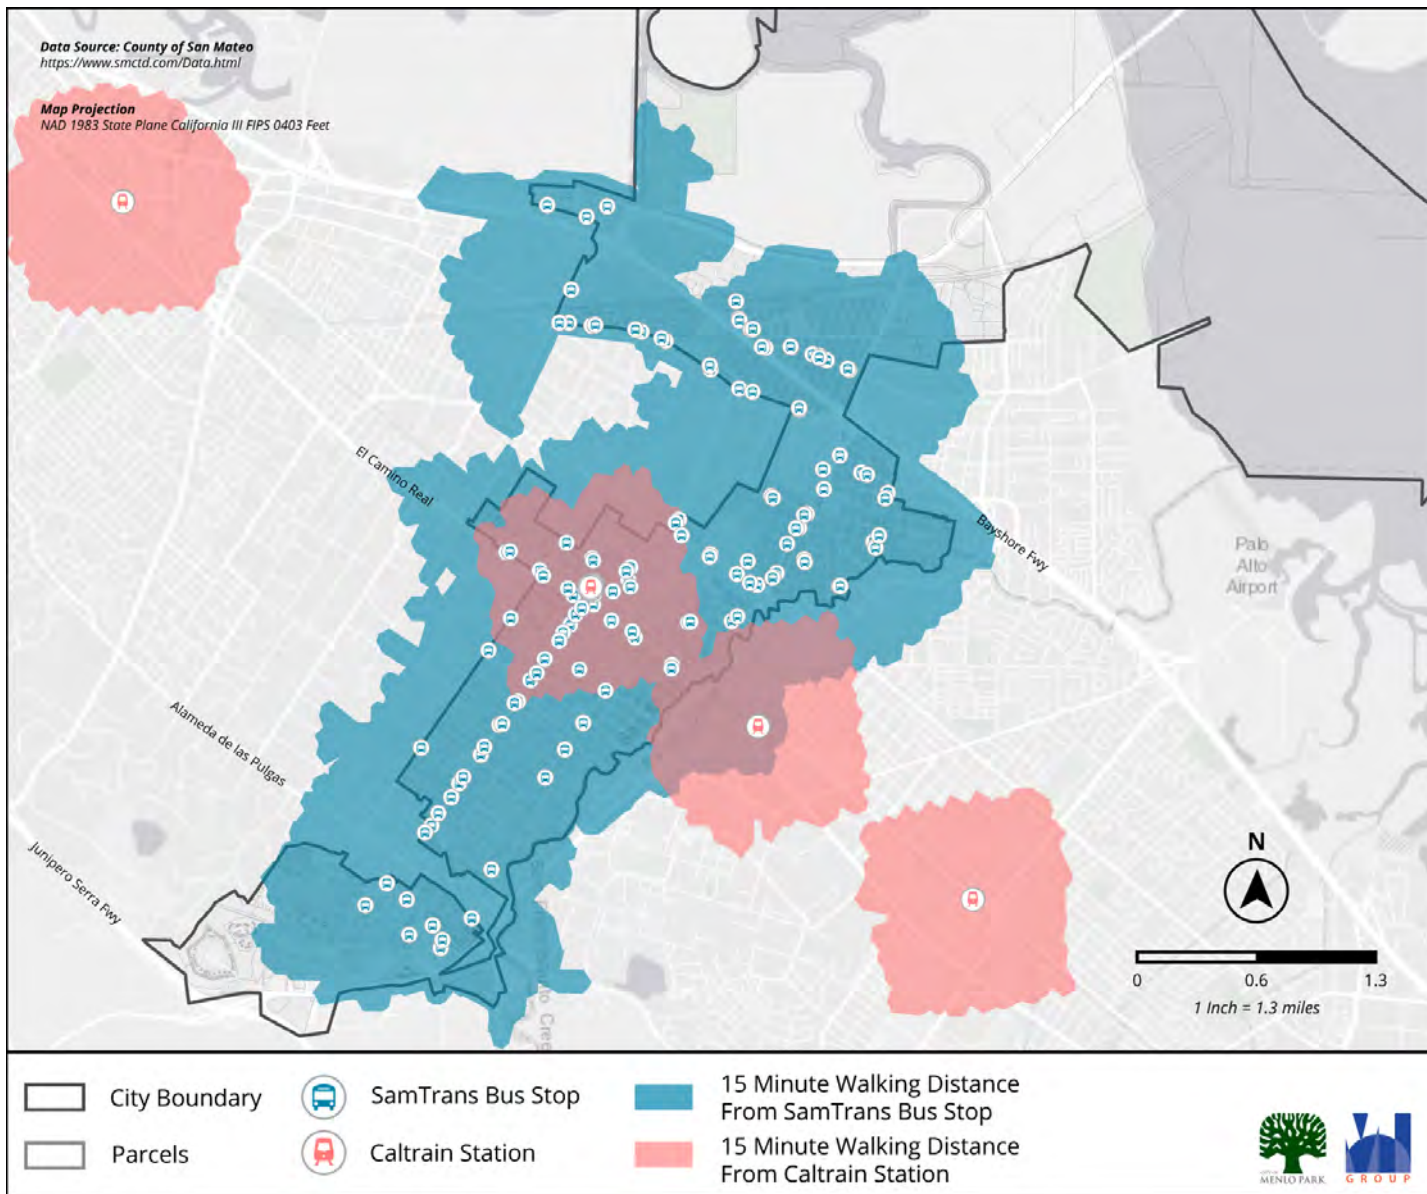 Data Source: County of San Mateo
https://www.smctd.com/Data.html
Map Projection
NAD 1983 State Plane California III FIPS 0403 Feet
El Camino Real
Bayshore Fwy
Palo
Alto
Airport
Alameda de las Pulgas
Junipero Serra Fwy
N
0
0.6
1.3
1 Inch = 1.3 miles
City Boundary
SamTrans Bus Stop
15 Minute Walking Distance
From SamTrans Bus Stop
Parcels
Caltrain Station
15 Minute Walking Distance
From Caltrain Station
CITY OF
MENLO PARK
GROUP